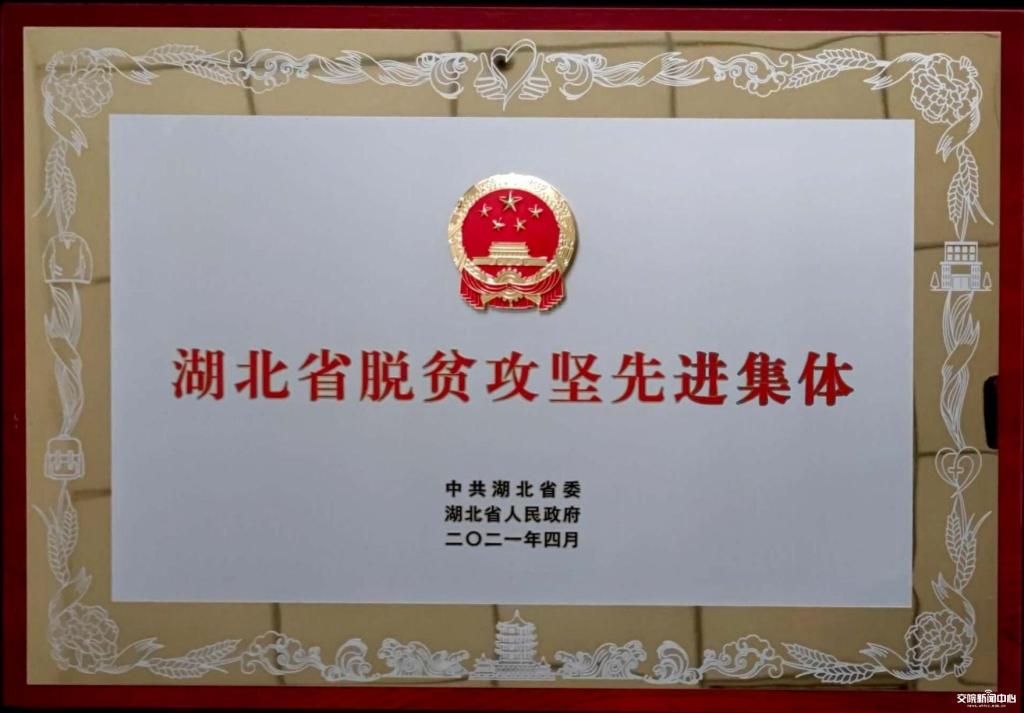 湖北省脱贫攻坚先进集体
中共湖北省委
湖北省人民政府
二〇二一年四月
交院新闻中心